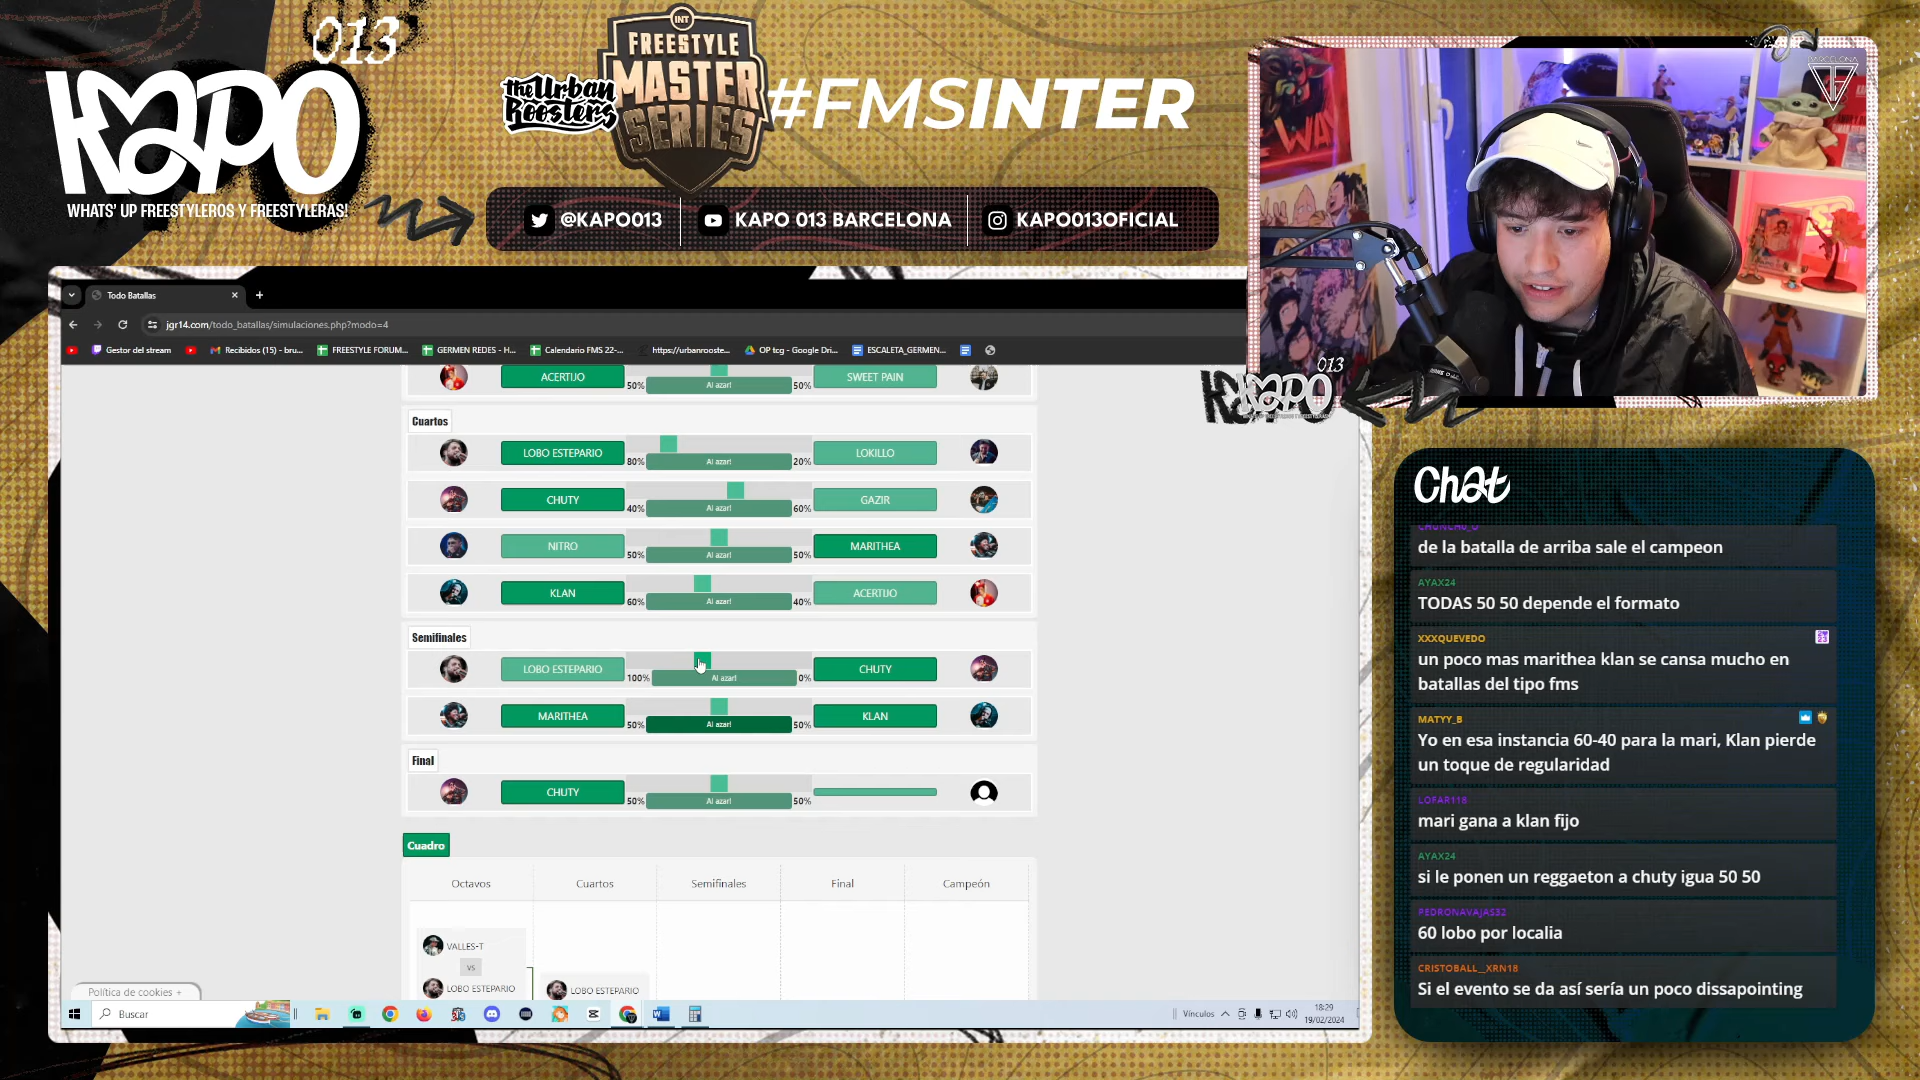 013
KAPO
WHATS' UP FREESTYLEROS Y FREESTYLERAS!
the Urban Roosters
INT
FREESTYLE
MASTER
SERIES
#FMSINTER
@KAPO013
KAPO 013 BARCELONA
KAPO013OFICIAL
BARCELONA
013
KAPO
Todo Batallas
jgr14.com/todo_batallas/simulaciones.php?modo=4
Gestor del stream
Recibidos (15) - bru...
FREESTYLE FORUM...
GERMEN REDES - H...
Calendario FMS 22-...
https://urbanrooste...
OP tcg - Google Dri...
ESCALETA_GERMEN...
ACERTIJO
50%
Al azar!
50%
SWEET PAIN
Cuartos
LOBO ESTEPARIO
80%
Al azar!
20%
LOKILLO
CHUTY
40%
Al azar!
60%
GAZIR
NITRO
50%
Al azar!
50%
MARITHEA
KLAN
60%
Al azar!
40%
ACERTIJO
Semifinales
LOBO ESTEPARIO
100%
Al azar!
0%
CHUTY
MARITHEA
50%
Al azar!
50%
KLAN
Final
CHUTY
50%
Al azar!
50%
Cuadro
Octavos
Cuartos
Semifinales
Final
Campeón
VALLES-T
vs
LOBO ESTEPARIO
LOBO ESTEPARIO
Política de cookies +
Buscar
Vínculos
18:29
19/02/2024
Chat
de la batalla de arriba sale el campeon
AYAX24
TODAS 50 50 depende el formato
XXXQUEVEDO
un poco mas marithea klan se cansa mucho en
batallas del tipo fms
MATYY_B
Yo en esa instancia 60-40 para la mari, Klan pierde
un toque de regularidad
LOFAR116
mari gana a klan fijo
AYAX24
si le ponen un reggaeton a chuty igua 50 50
PEDRONAVAJAS32
60 lobo por localia
CRISTOBALL__XRN18
Si el evento se da así sería un poco dissapointing